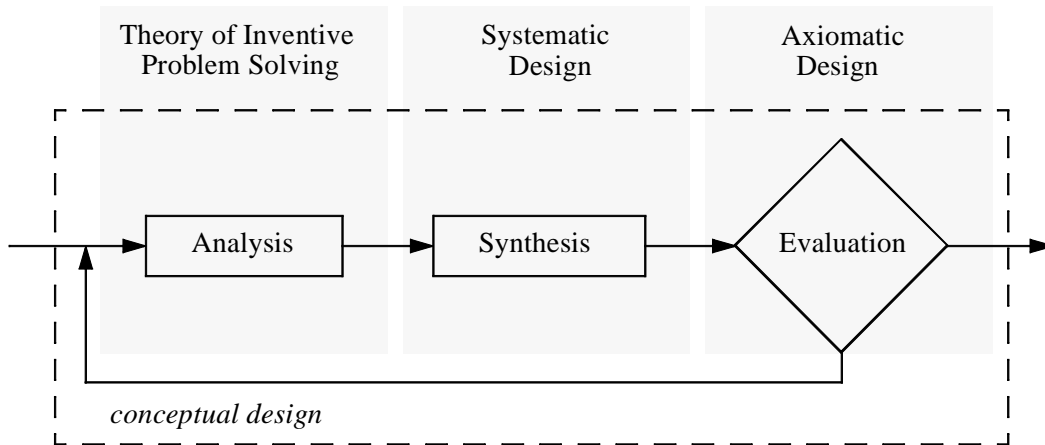 Theory of Inventive
Problem Solving
Systematic
Design
Axiomatic
Design
Analysis
Synthesis
Evaluation
conceptual design